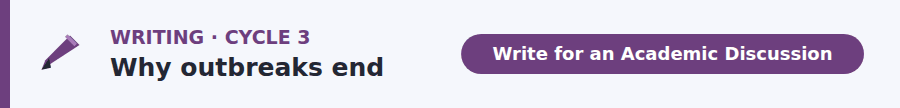 WRITING · CYCLE 3
Why outbreaks end
Write for an Academic Discussion